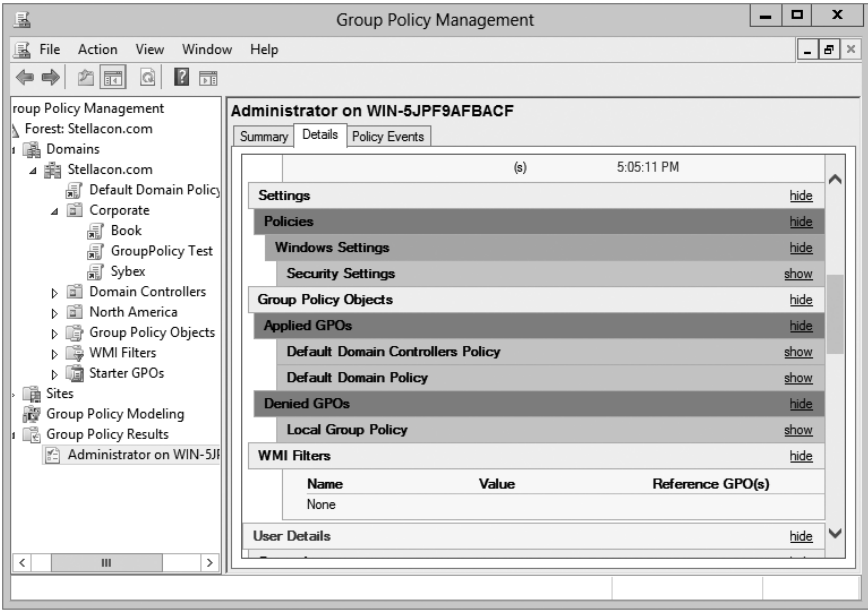 Group Policy Management
File Action View Window Help
roup Policy Management
Forest: Stellacon.com
Domains
Stellacon.com
Default Domain Policy
Corporate
Book
GroupPolicy Test
Sybex
Domain Controllers
North America
Group Policy Objects
WMI Filters
Starter GPOs
Sites
Group Policy Modeling
Group Policy Results
Administrator on WIN-5JF
Administrator on WIN-5JPF9AFBACF
Summary Details Policy Events
(s) 5:05:11 PM
Settings hide
Policies hide
Windows Settings hide
Security Settings show
Group Policy Objects hide
Applied GPOs hide
Default Domain Controllers Policy show
Default Domain Policy show
Denied GPOs hide
Local Group Policy show
WMI Filters hide
Name Value Reference GPO(s)
None
User Details hide